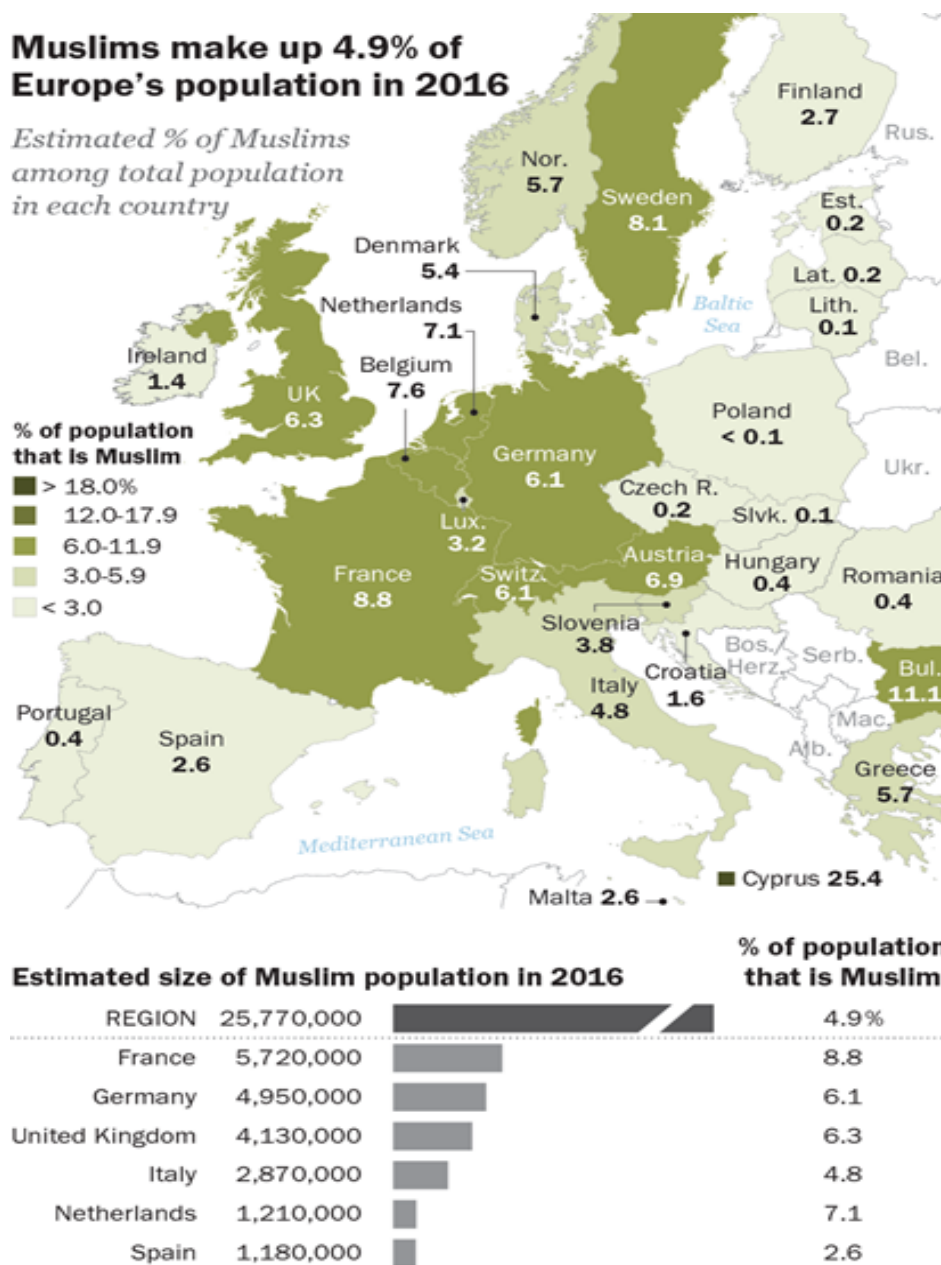 Muslims make up 4.9% of
Europe's population in 2016
Estimated % of Muslims
among total population
in each country
Finland
2.7
Rus.
Nor.
5.7
Sweden
8.1
Est.
0.2
Denmark
5.4
Lat. 0.2
Netherlands
7.1
Baltic
Sea
Lith.
0.1
Ireland
1.4
Belgium
7.6
Bel.
UK
6.3
Poland
< 0.1
% of population
that is Muslim
> 18.0%
12.0-17.9
6.0-11.9
3.0-5.9
< 3.0
Germany
6.1
Ukr.
Czech R.
0.2
Slvk. 0.1
Lux.
3.2
Austria
6.9
Hungary
0.4
Romania
0.4
France
8.8
Switz.
6.1
Slovenia
3.8
Bos./
Herz.
Serb.
Croatia
1.6
Bul.
11.1
Italy
4.8
Portugal
0.4
Spain
2.6
Mac.
Alb.
Greece
5.7
Mediterranean Sea
Cyprus 25.4
Malta 2.6
Estimated size of Muslim population in 2016
% of population
that is Muslim
REGION 25,770,000 4.9%
France 5,720,000 8.8
Germany 4,950,000 6.1
United Kingdom 4,130,000 6.3
Italy 2,870,000 4.8
Netherlands 1,210,000 7.1
Spain 1,180,000 2.6